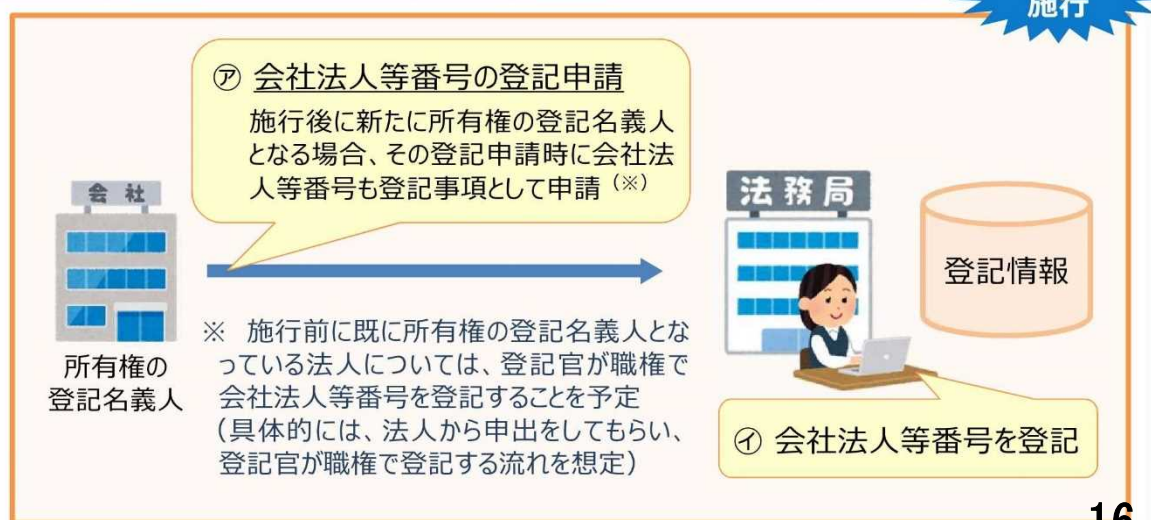 施行
㋐ 会社法人等番号の登記申請
施行後に新たに所有権の登記名義人
となる場合、その登記申請時に会社法
人等番号も登記事項として申請（※）
会社
所有権の
登記名義人
※ 施行前に既に所有権の登記名義人とな
っている法人については、登記官が職権で
会社法人等番号を登記することを予定
（具体的には、法人から申出をしてもらい、
登記官が職権で登記する流れを想定）
法務局
登記情報
㋑ 会社法人等番号を登記
16